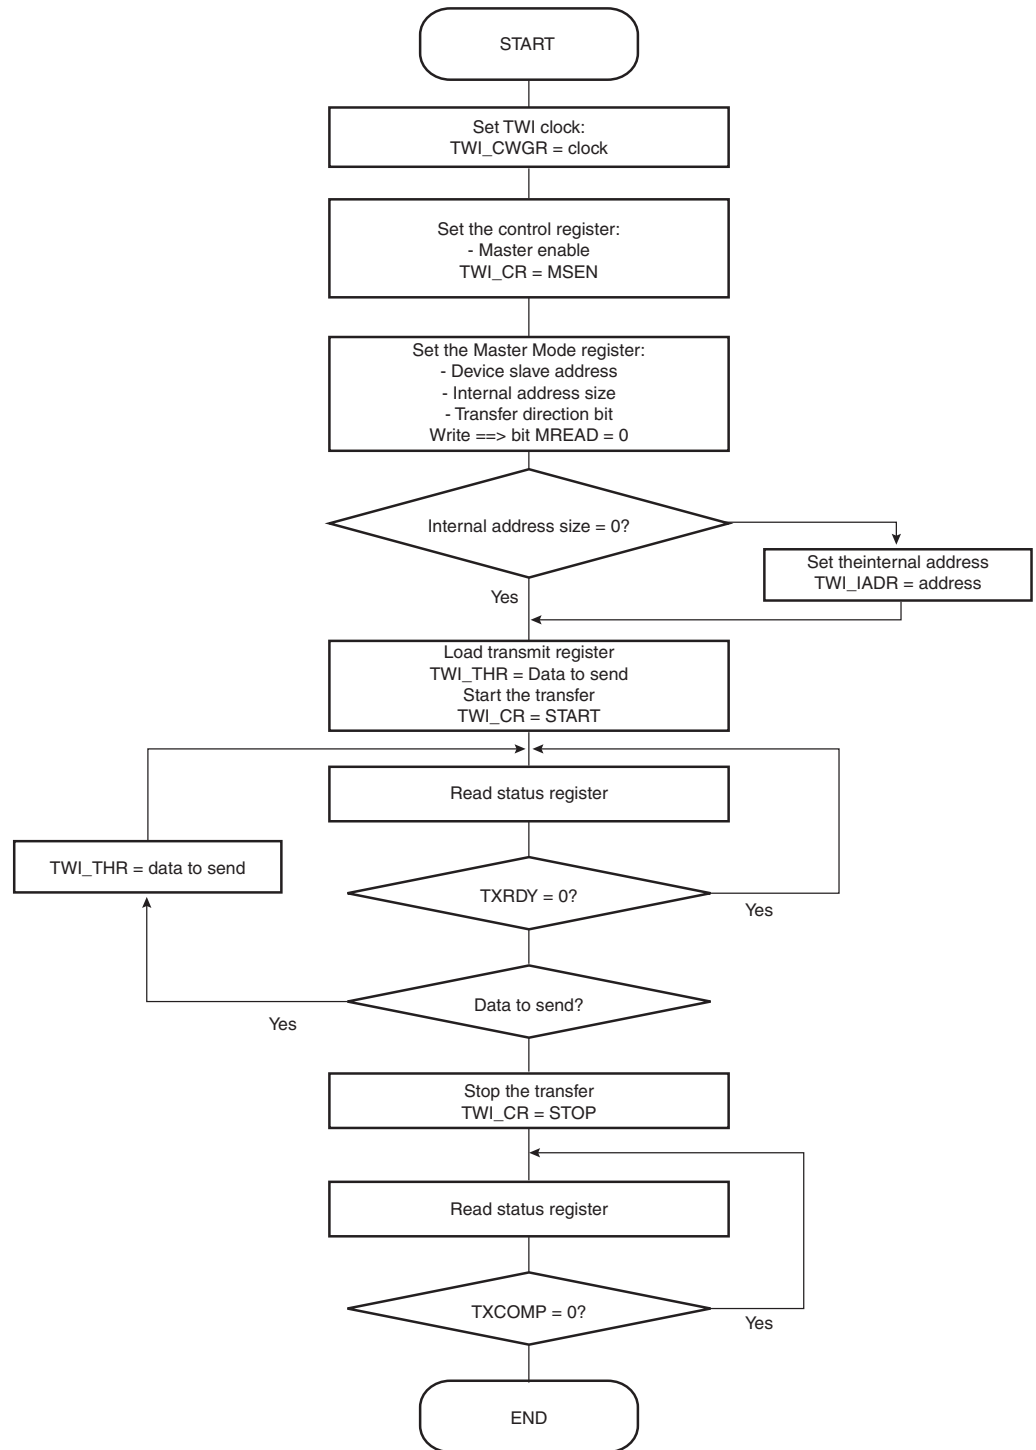 START
Set TWI clock:
TWI_CWGR = clock
Set the control register:
- Master enable
TWI_CR = MSEN
Set the Master Mode register:
- Device slave address
- Internal address size
- Transfer direction bit
Write ==> bit MREAD = 0
Internal address size = 0?
Set theinternal address
TWI_IADR = address
Yes
Load transmit register
TWI_THR = Data to send
Start the transfer
TWI_CR = START
Read status register
TWI_THR = data to send
TXRDY = 0?
Yes
Data to send?
Yes
Stop the transfer
TWI_CR = STOP
Read status register
TXCOMP = 0?
Yes
END